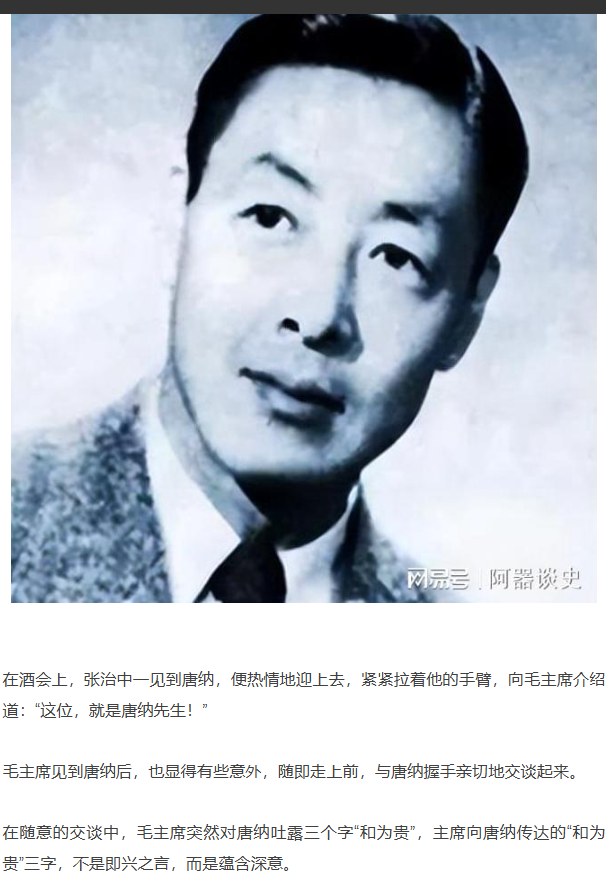 网易号 | 阿器谈史
在酒会上，张治中一见到唐纳，便热情地迎上去，紧紧拉着他的手臂，向毛主席介绍
道：“这位，就是唐纳先生！”
毛主席见到唐纳后，也显得有些意外，随即走上前，与唐纳握手亲切地交谈起来。
在随意的交谈中，毛主席突然对唐纳吐露三个字“和为贵”，主席向唐纳传达的“和为
贵”三字，不是即兴之言，而是蕴含深意。